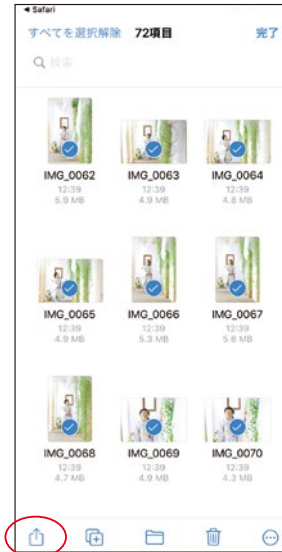 ◀ Safari
すべてを選択解除 72項目 完了
検索
IMG_0062 IMG_0063 IMG_0064
12:39 12:39 12:39
5.9 MB 4.9 MB 4.8 MB
IMG_0065 IMG_0066 IMG_0067
12:39 12:39 12:39
4.9 MB 5.3 MB 5.6 MB
IMG_0068 IMG_0069 IMG_0070
12:39 12:39 12:39
4.7 MB 4.9 MB 4.3 MB